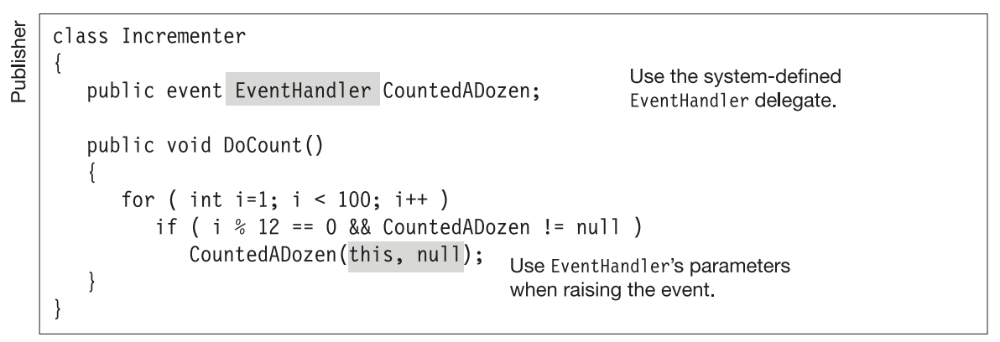 Publisher
class Incrementer
{
public event EventHandler CountedADozen;
Use the system-defined
EventHandler delegate.
public void DoCount()
{
for ( int i=1; i < 100; i++ )
if ( i % 12 == 0 && CountedADozen != null )
CountedADozen(this, null);
Use EventHandler's parameters
when raising the event.
}
}